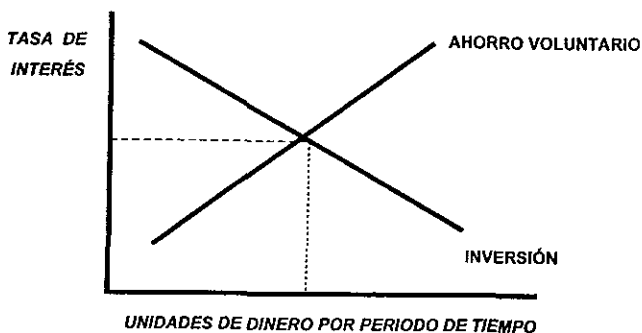 TASA DE
INTERÉS
AHORRO VOLUNTARIO
INVERSIÓN
UNIDADES DE DINERO POR PERIODO DE TIEMPO